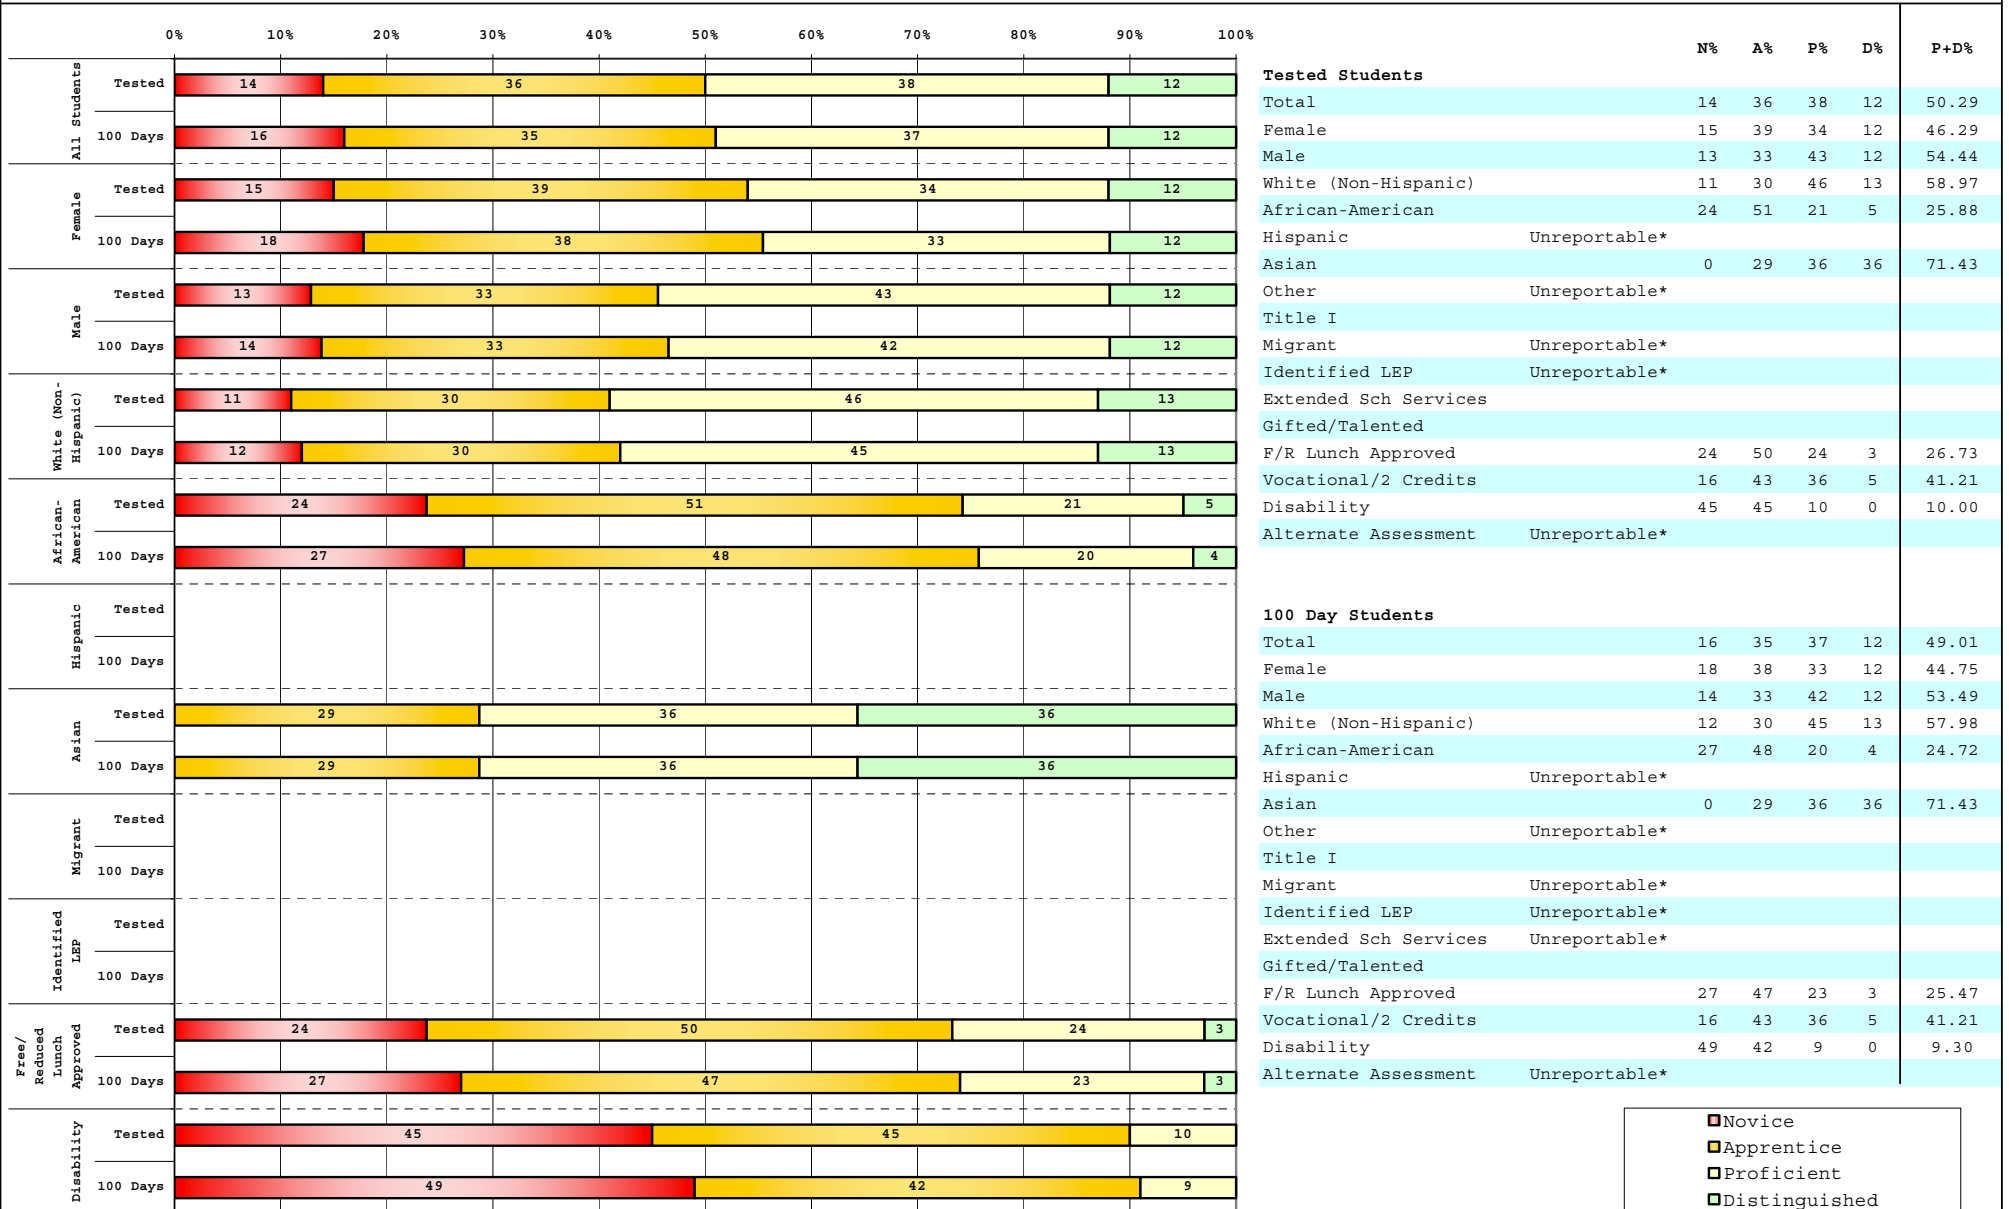 0% 10% 20% 30% 40% 50% 60% 70% 80% 90% 100%
All Students
Tested 14 36 38 12
100 Days 16 35 37 12
Female
Tested 15 39 34 12
100 Days 18 38 33 12
Male
Tested 13 33 43 12
100 Days 14 33 42 12
White (Non-
Hispanic)
Tested 11 30 46 13
100 Days 12 30 45 13
African-
American
Tested 24 51 21 5
100 Days 27 48 20 4
Hispanic
Tested
100 Days
Asian
Tested 29 36 36
100 Days 29 36 36
Migrant
Tested
100 Days
Identified
LEP
Tested
100 Days
Free/
Reduced
Lunch
Approved
Tested 24 50 24 3
100 Days 27 47 23 3
Disability
Tested 45 45 10
100 Days 49 42 9
N% A% P% D% P+D%
Tested Students
Total 14 36 38 12 50.29
Female 15 39 34 12 46.29
Male 13 33 43 12 54.44
White (Non-Hispanic) 11 30 46 13 58.97
African-American 24 51 21 5 25.88
Hispanic Unreportable*
Asian 0 29 36 36 71.43
Other Unreportable*
Title I
Migrant Unreportable*
Identified LEP Unreportable*
Extended Sch Services
Gifted/Talented
F/R Lunch Approved 24 50 24 3 26.73
Vocational/2 Credits 16 43 36 5 41.21
Disability 45 45 10 0 10.00
Alternate Assessment Unreportable*
100 Day Students
Total 16 35 37 12 49.01
Female 18 38 33 12 44.75
Male 14 33 42 12 53.49
White (Non-Hispanic) 12 30 45 13 57.98
African-American 27 48 20 4 24.72
Hispanic Unreportable*
Asian 0 29 36 36 71.43
Other Unreportable*
Title I
Migrant Unreportable*
Identified LEP Unreportable*
Extended Sch Services Unreportable*
Gifted/Talented
F/R Lunch Approved 27 47 23 3 25.47
Vocational/2 Credits 16 43 36 5 41.21
Disability 49 42 9 0 9.30
Alternate Assessment Unreportable*
Novice
Apprentice
Proficient
Distinguished